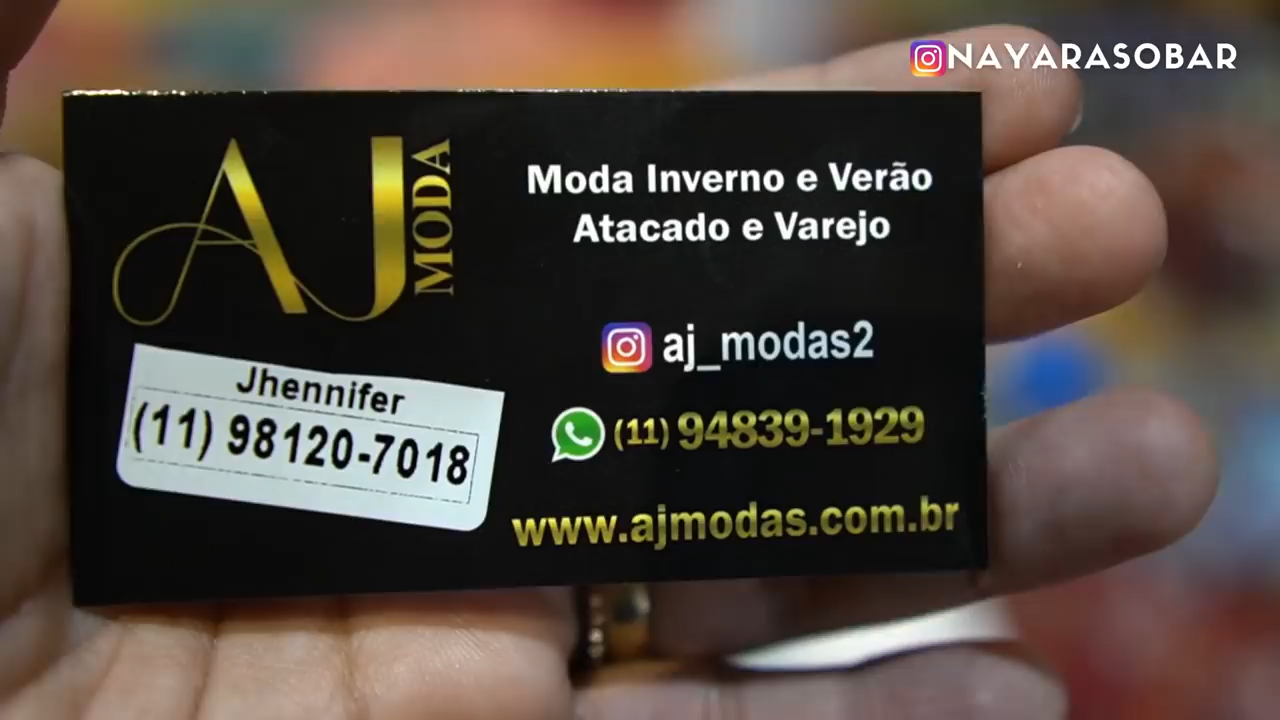 NAYARASOBAR
AJ
MODA
Moda Inverno e Verão
Atacado e Varejo
aj_modas2
Jhennifer
(11) 98120-7018
(11) 94839-1929
www.ajmodas.com.br